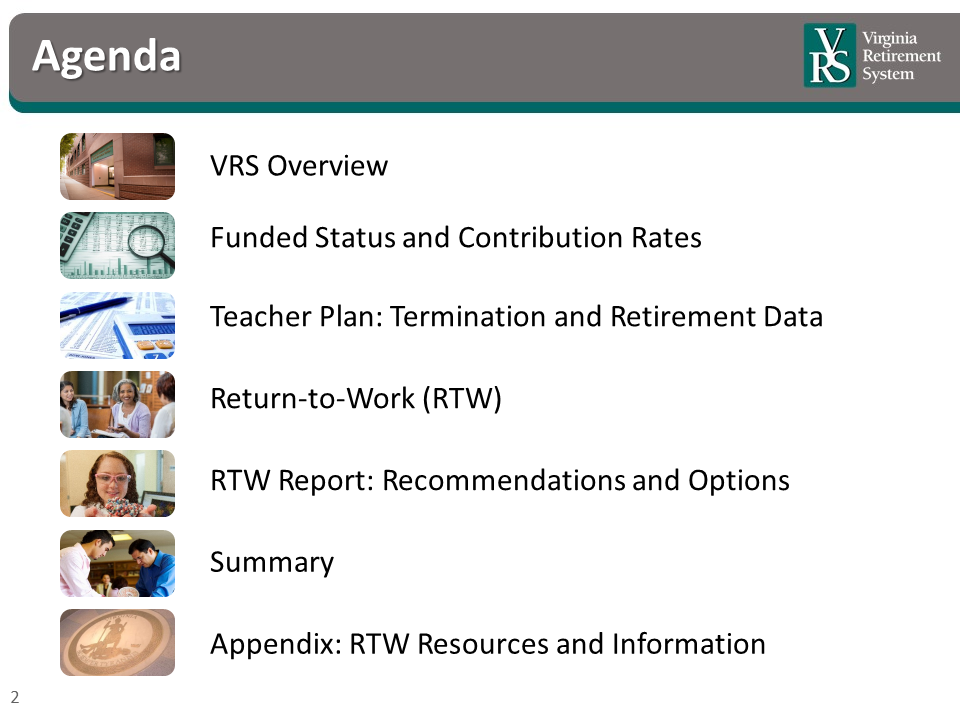 Agenda
VRS
Virginia
Retirement
System
VRS Overview
Funded Status and Contribution Rates
Teacher Plan: Termination and Retirement Data
Return-to-Work (RTW)
RTW Report: Recommendations and Options
Summary
Appendix: RTW Resources and Information
2